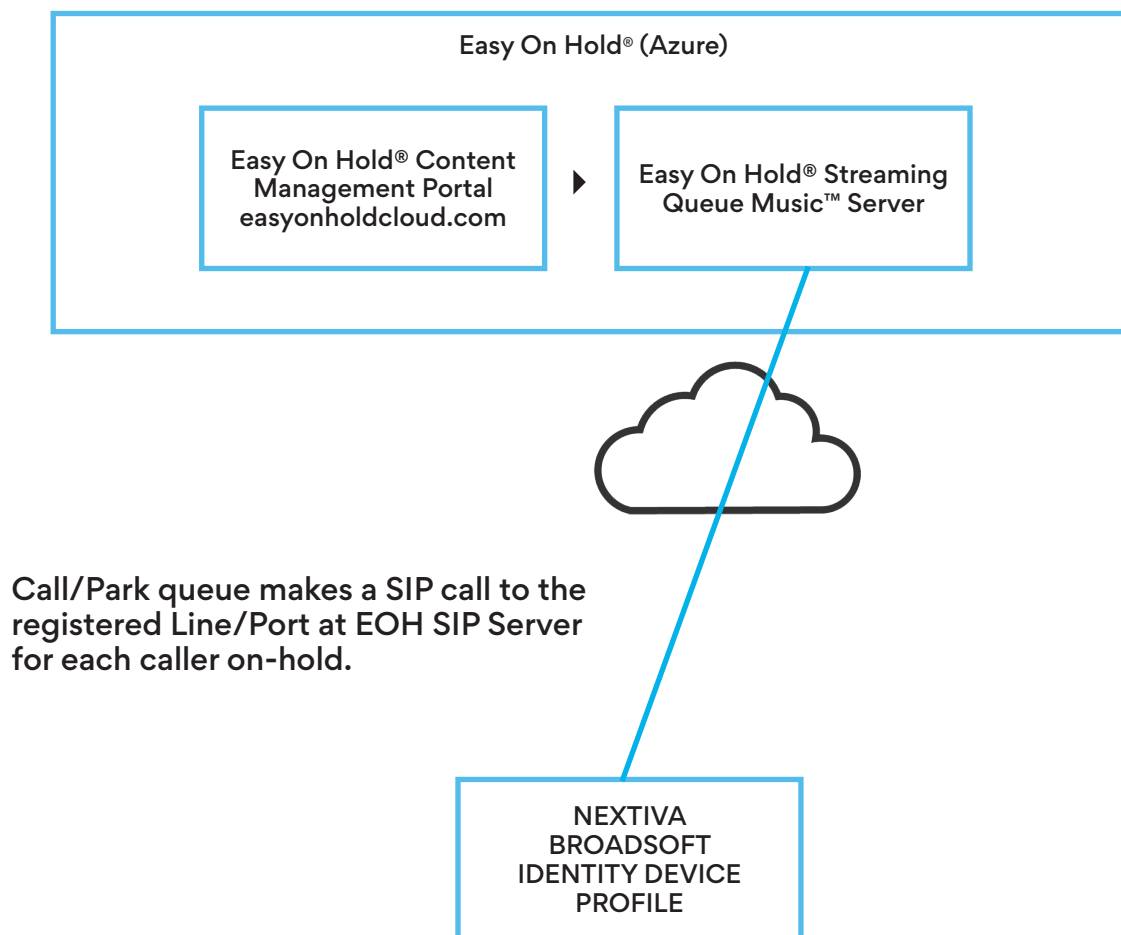 Easy On Hold® (Azure)
Easy On Hold® Content
Management Portal
easyonholdcloud.com
Easy On Hold® Streaming
Queue Music™ Server
Call/Park queue makes a SIP call to the
registered Line/Port at EOH SIP Server
for each caller on-hold.
NEXTIVA
BROADSOFT
IDENTITY DEVICE
PROFILE